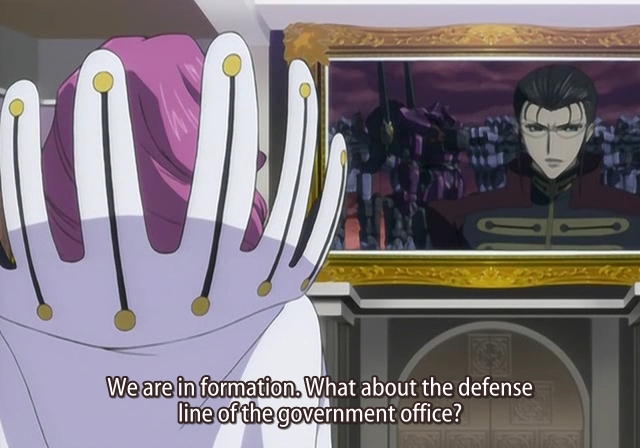 We are in formation. What about the defense
line of the government office?